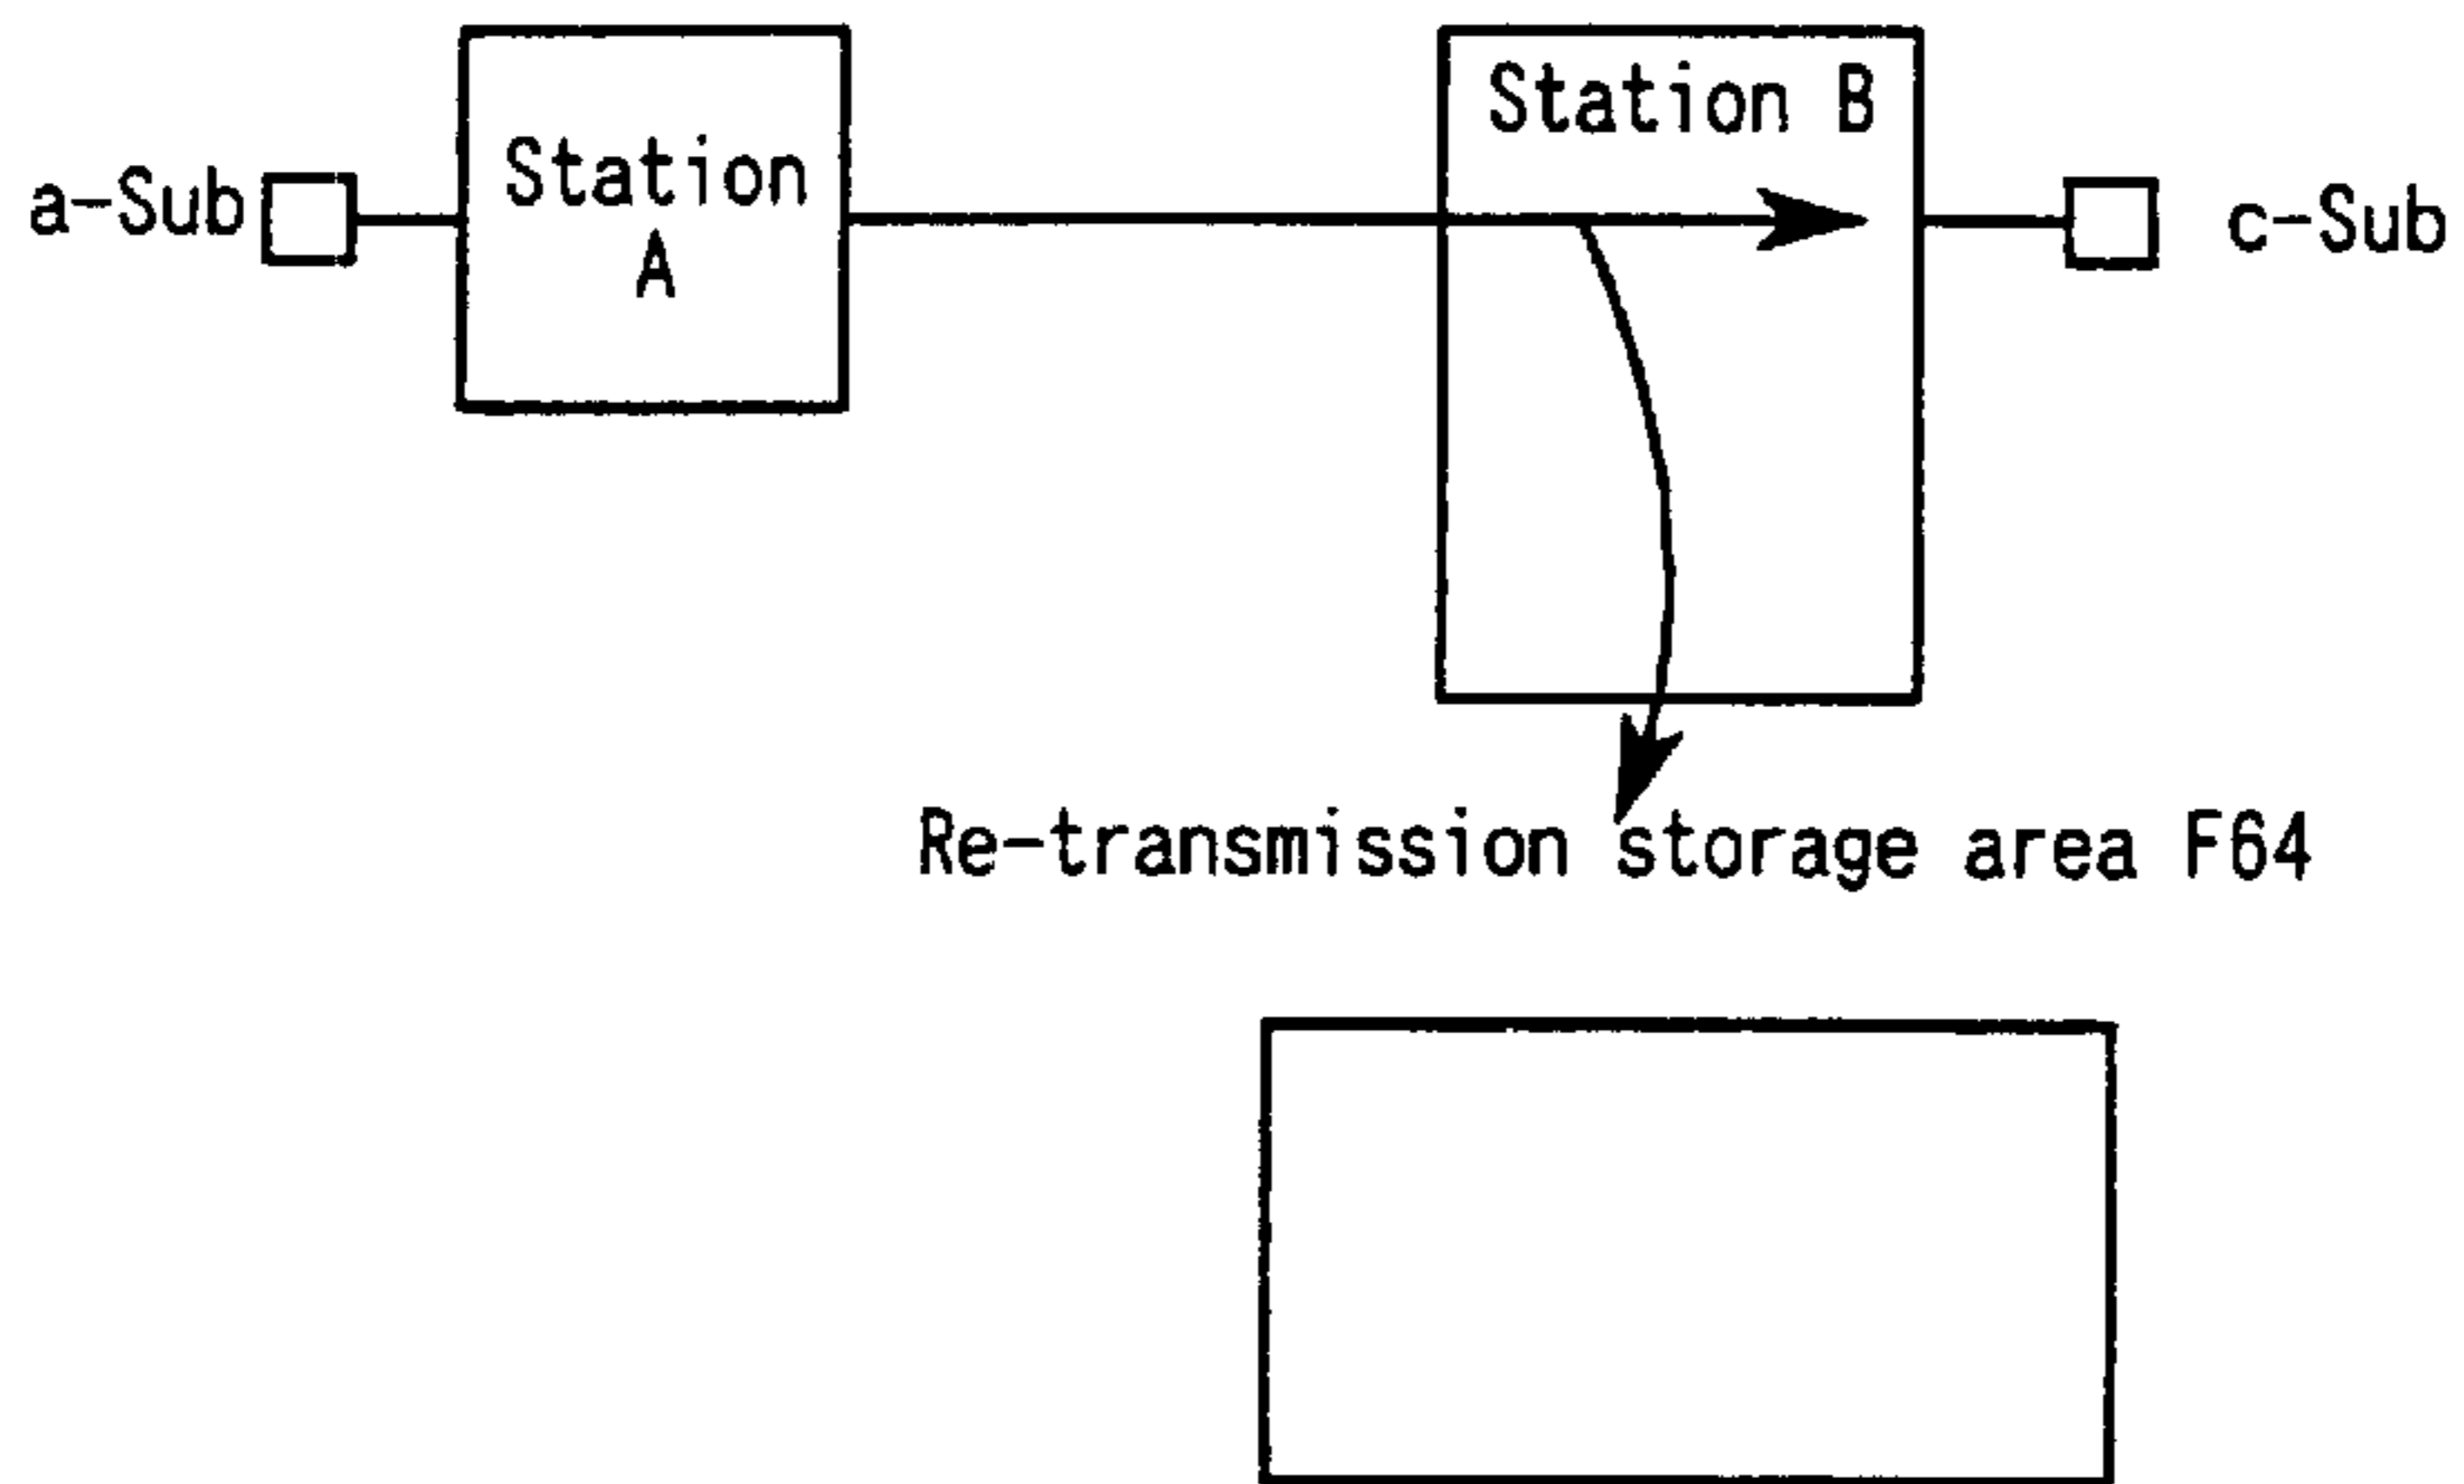 Station B
a-Sub
Station
A
c-Sub
Re-transmission storage area F64